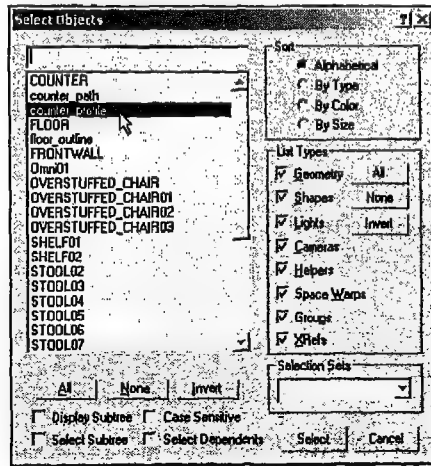 Select Objects
COUNTER
counter_path
counter_profile
FLOOR
floor_outline
FRONTWALL
Omni01
OVERSTUFFED_CHAIR
OVERSTUFFED_CHAIR01
OVERSTUFFED_CHAIR02
OVERSTUFFED_CHAIR03
SHELF01
SHELF02
STOOL02
STOOL03
STOOL04
STOOL05
STOOL06
STOOL07
All None Invert
Display Subtree Case Sensitive
Select Subtree Select Dependents
Sort
Alphabetical
By Type
By Color
By Size
List Types
Geometry All
Shapes None
Lights Invert
Cameras
Helpers
Space Warps
Groups
XRefs
Selection Sets
Select Cancel